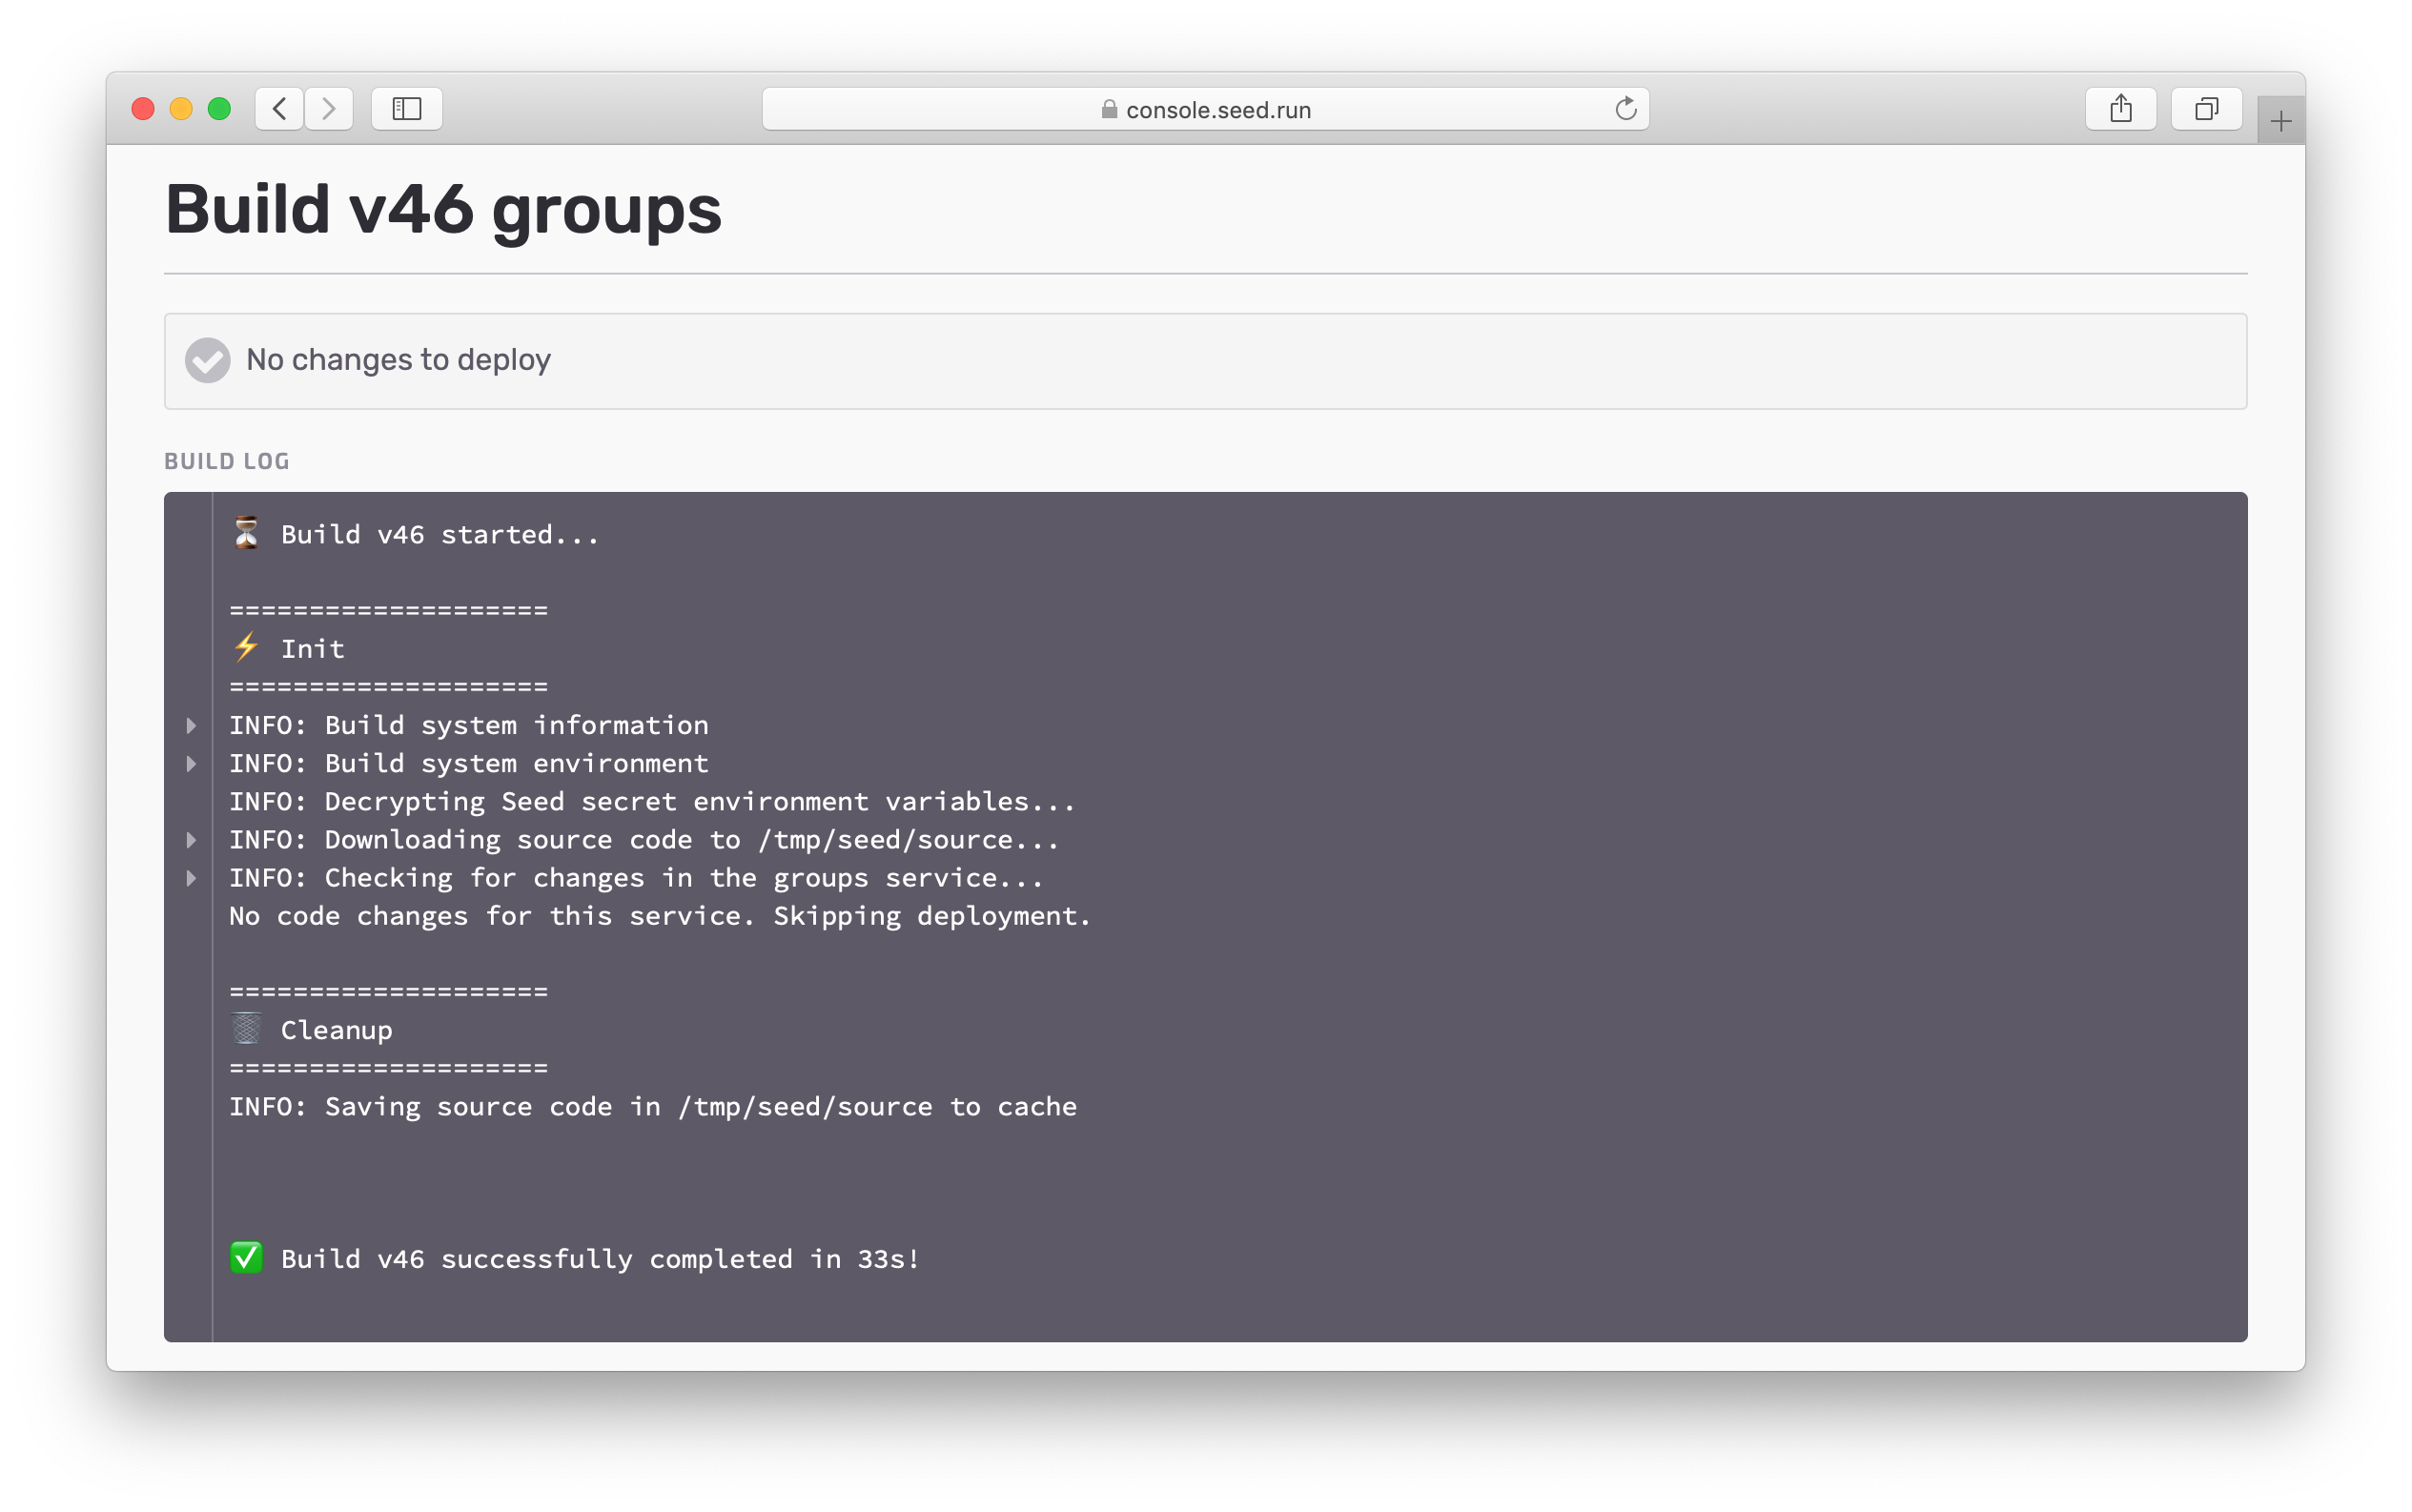 console.seed.run
Build v46 groups
No changes to deploy
BUILD LOG
⏳ Build v46 started...
====================
⚡ Init
====================
INFO: Build system information
INFO: Build system environment
INFO: Decrypting Seed secret environment variables...
INFO: Downloading source code to /tmp/seed/source...
INFO: Checking for changes in the groups service...
No code changes for this service. Skipping deployment.
====================
🗑️ Cleanup
====================
INFO: Saving source code in /tmp/seed/source to cache
✅ Build v46 successfully completed in 33s!